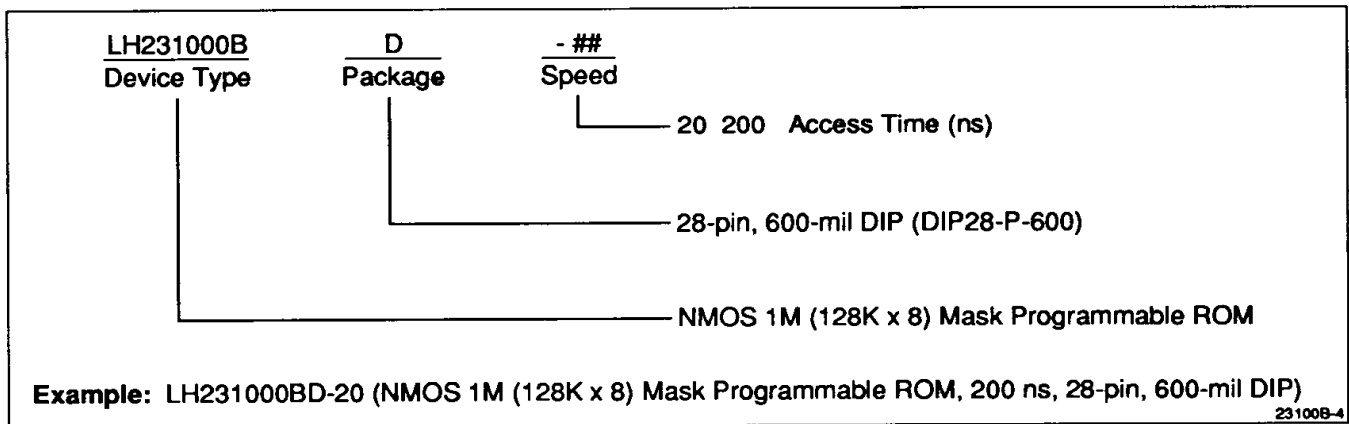 LH231000B D - ##
Device Type Package Speed
20 200 Access Time (ns)
28-pin, 600-mil DIP (DIP28-P-600)
NMOS 1M (128K x 8) Mask Programmable ROM
Example: LH231000BD-20 (NMOS 1M (128K x 8) Mask Programmable ROM, 200 ns, 28-pin, 600-mil DIP)
23100B-4